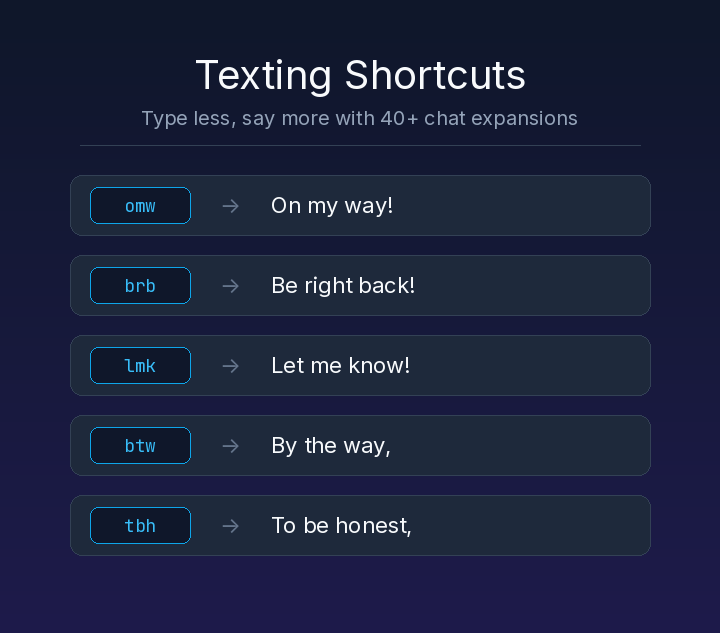 Texting Shortcuts
Type less, say more with 40+ chat expansions
omw → On my way!
brb → Be right back!
lmk → Let me know!
btw → By the way,
tbh → To be honest,